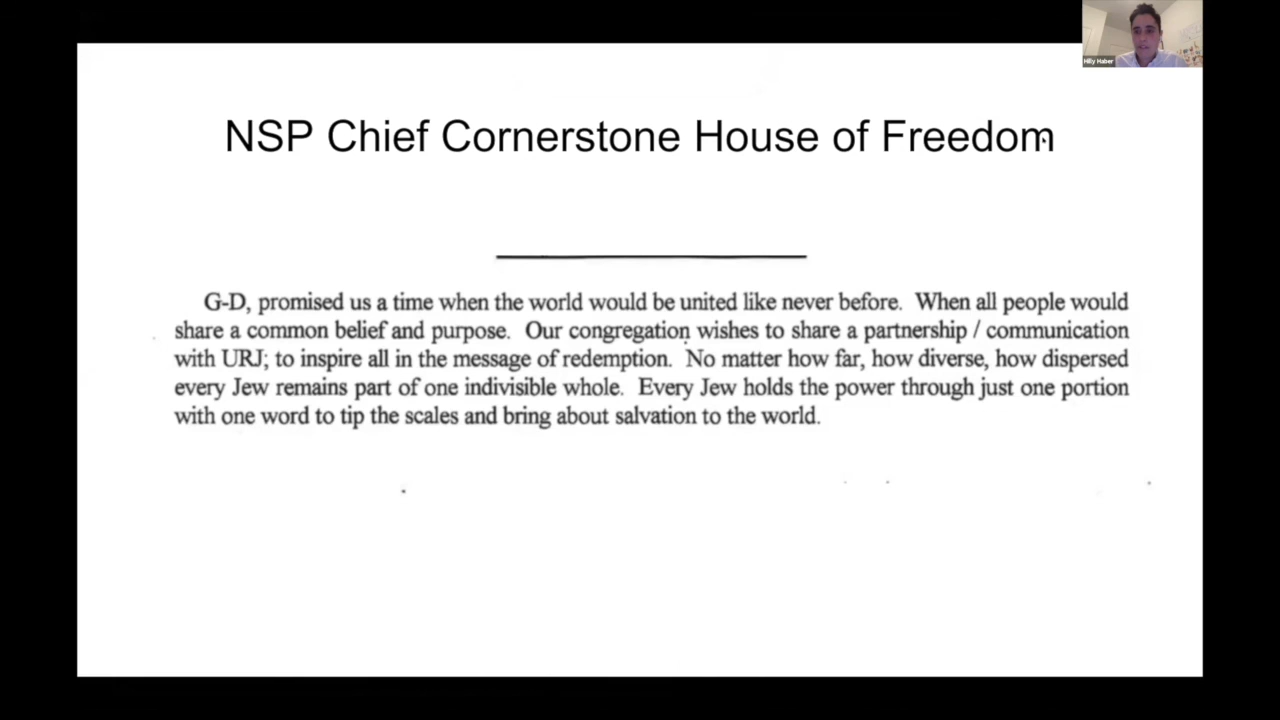 Hilly Haber
NSP Chief Cornerstone House of Freedom
G-D, promised us a time when the world would be united like never before. When all people would
share a common belief and purpose. Our congregation wishes to share a partnership / communication
with URJ; to inspire all in the message of redemption. No matter how far, how diverse, how dispersed
every Jew remains part of one indivisible whole. Every Jew holds the power through just one portion
with one word to tip the scales and bring about salvation to the world.